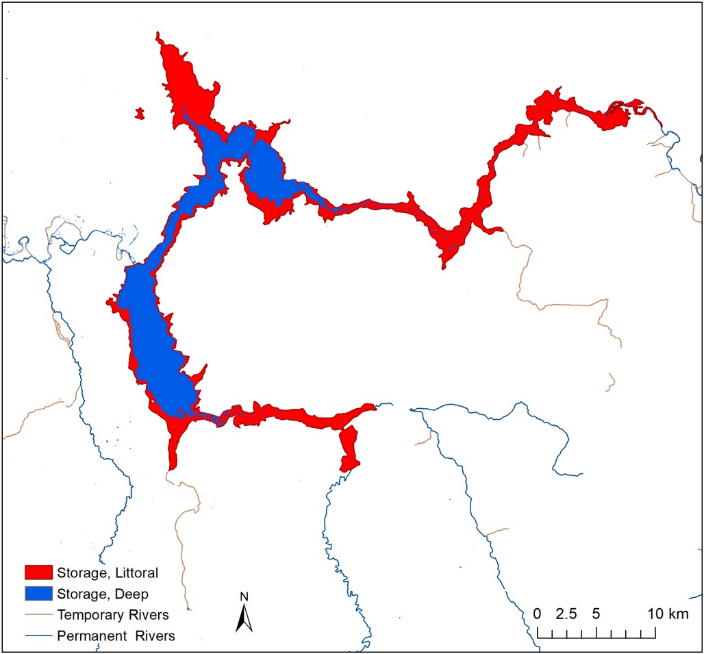 Storage, Littoral
Storage, Deep
Temporary Rivers
Permanent Rivers
N
0 2.5 5 10 km